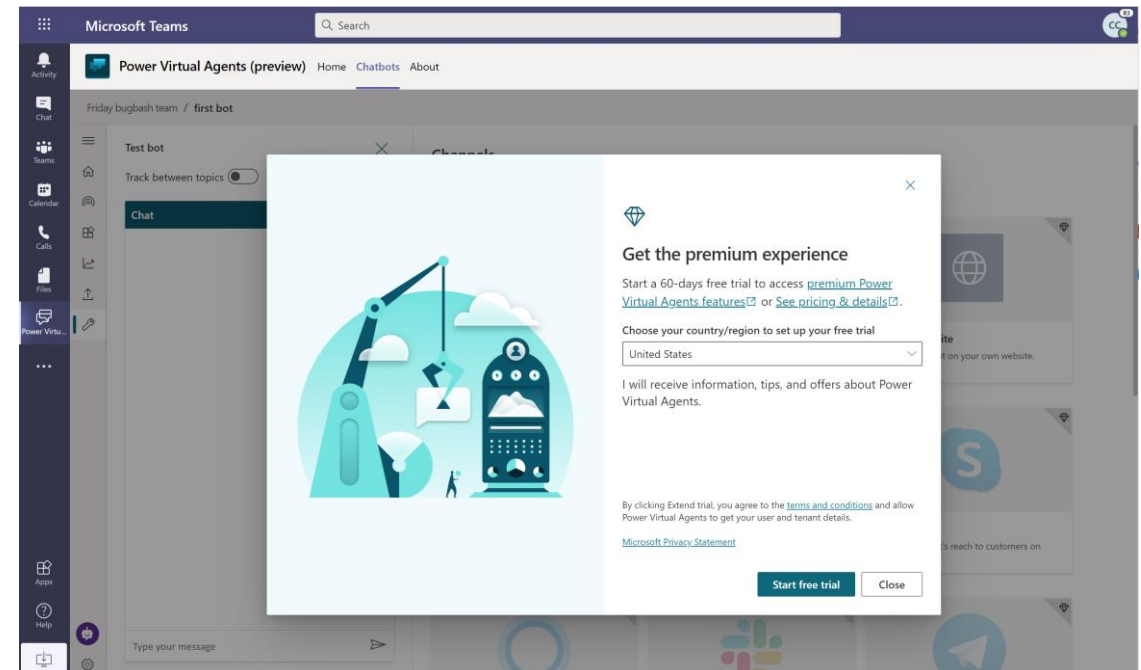 Microsoft Teams
Search
R3
CC
Activity
Chat
Teams
Calendar
Calls
Files
Power Virtu...
Apps
Help
Power Virtual Agents (preview) Home Chatbots About
Friday bugbash team / first bot
Test bot
Track between topics
Chat
Type your message
Channels
Get the premium experience
Start a 60-days free trial to access premium Power
Virtual Agents features or See pricing & details.
Choose your country/region to set up your free trial
United States
I will receive information, tips, and offers about Power
Virtual Agents.
By clicking Extend trial, you agree to the terms and conditions and allow
Power Virtual Agents to get your user and tenant details.
Microsoft Privacy Statement
Start free trial Close
on your own website.
reach to customers on